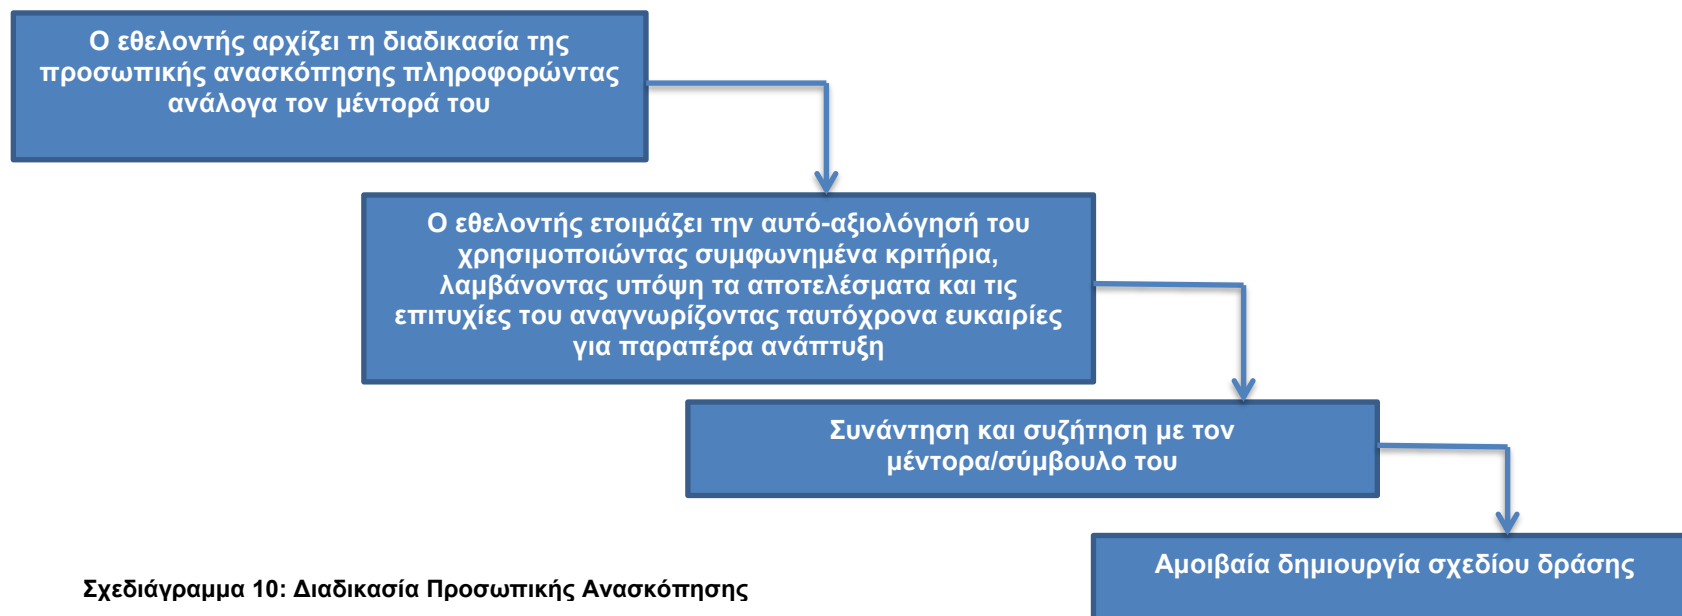 Ο εθελοντής αρχίζει τη διαδικασία της
προσωπικής ανασκόπησης πληροφορώντας
ανάλογα τον μέντορά του
Ο εθελοντής ετοιμάζει την αυτό-αξιολόγησή του
χρησιμοποιώντας συμφωνημένα κριτήρια,
λαμβάνοντας υπόψη τα αποτελέσματα και τις
επιτυχίες του αναγνωρίζοντας ταυτόχρονα ευκαιρίες
για παραπέρα ανάπτυξη
Συνάντηση και συζήτηση με τον
μέντορα/σύμβουλο του
Αμοιβαία δημιουργία σχεδίου δράσης
Σχεδιάγραμμα 10: Διαδικασία Προσωπικής Ανασκόπησης